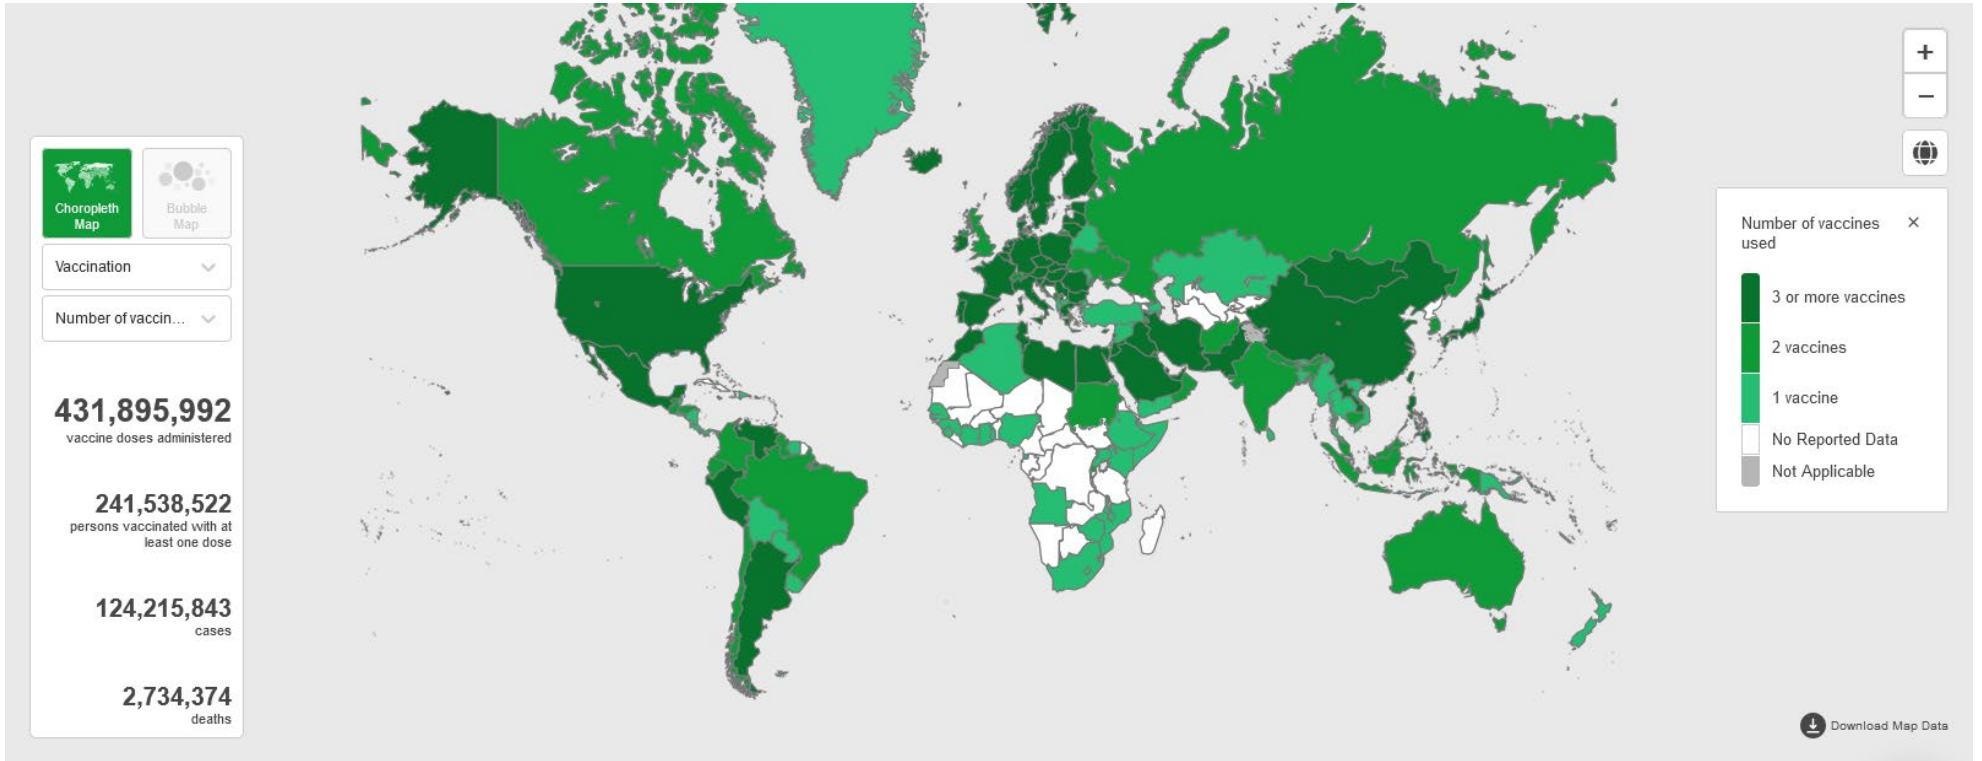 Choropleth
Map
Bubble
Map
Vaccination
Number of vaccin...
431,895,992
vaccine doses administered
241,538,522
persons vaccinated with at
least one dose
124,215,843
cases
2,734,374
deaths
+
−
Number of vaccines
used
×
3 or more vaccines
2 vaccines
1 vaccine
No Reported Data
Not Applicable
Download Map Data